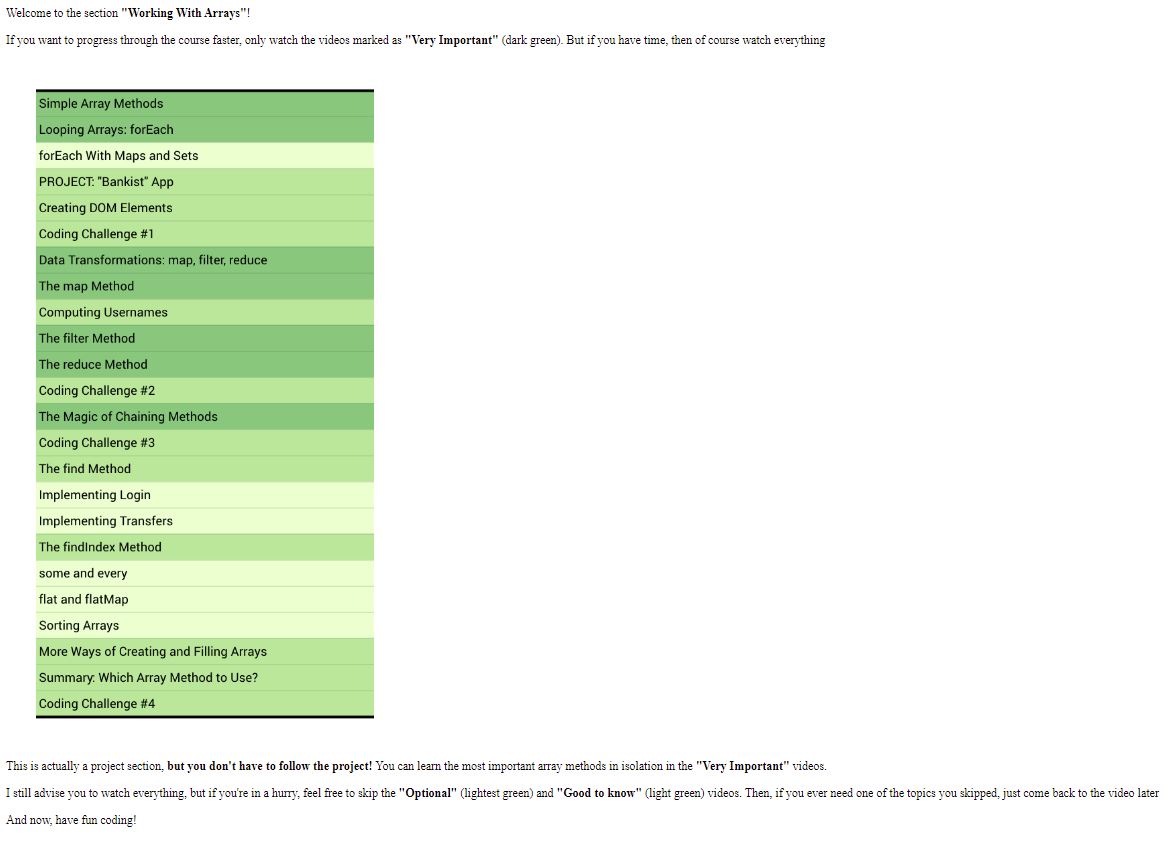 Welcome to the section "Working With Arrays"!
If you want to progress through the course faster, only watch the videos marked as "Very Important" (dark green). But if you have time, then of course watch everything
Simple Array Methods
Looping Arrays: forEach
forEach With Maps and Sets
PROJECT: "Bankist" App
Creating DOM Elements
Coding Challenge #1
Data Transformations: map, filter, reduce
The map Method
Computing Usernames
The filter Method
The reduce Method
Coding Challenge #2
The Magic of Chaining Methods
Coding Challenge #3
The find Method
Implementing Login
Implementing Transfers
The findIndex Method
some and every
flat and flatMap
Sorting Arrays
More Ways of Creating and Filling Arrays
Summary: Which Array Method to Use?
Coding Challenge #4
This is actually a project section, but you don't have to follow the project! You can learn the most important array methods in isolation in the "Very Important" videos.
I still advise you to watch everything, but if you're in a hurry, feel free to skip the "Optional" (lightest green) and "Good to know" (light green) videos. Then, if you ever need one of the topics you skipped, just come back to the video later
And now, have fun coding!